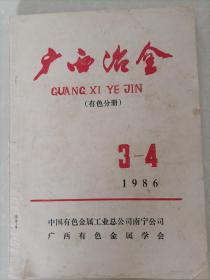 广西冶金
GUANG XI YE JIN
(有色分册)
3-4
1986
中国有色金属工业总公司南宁公司
广西有色金属学会